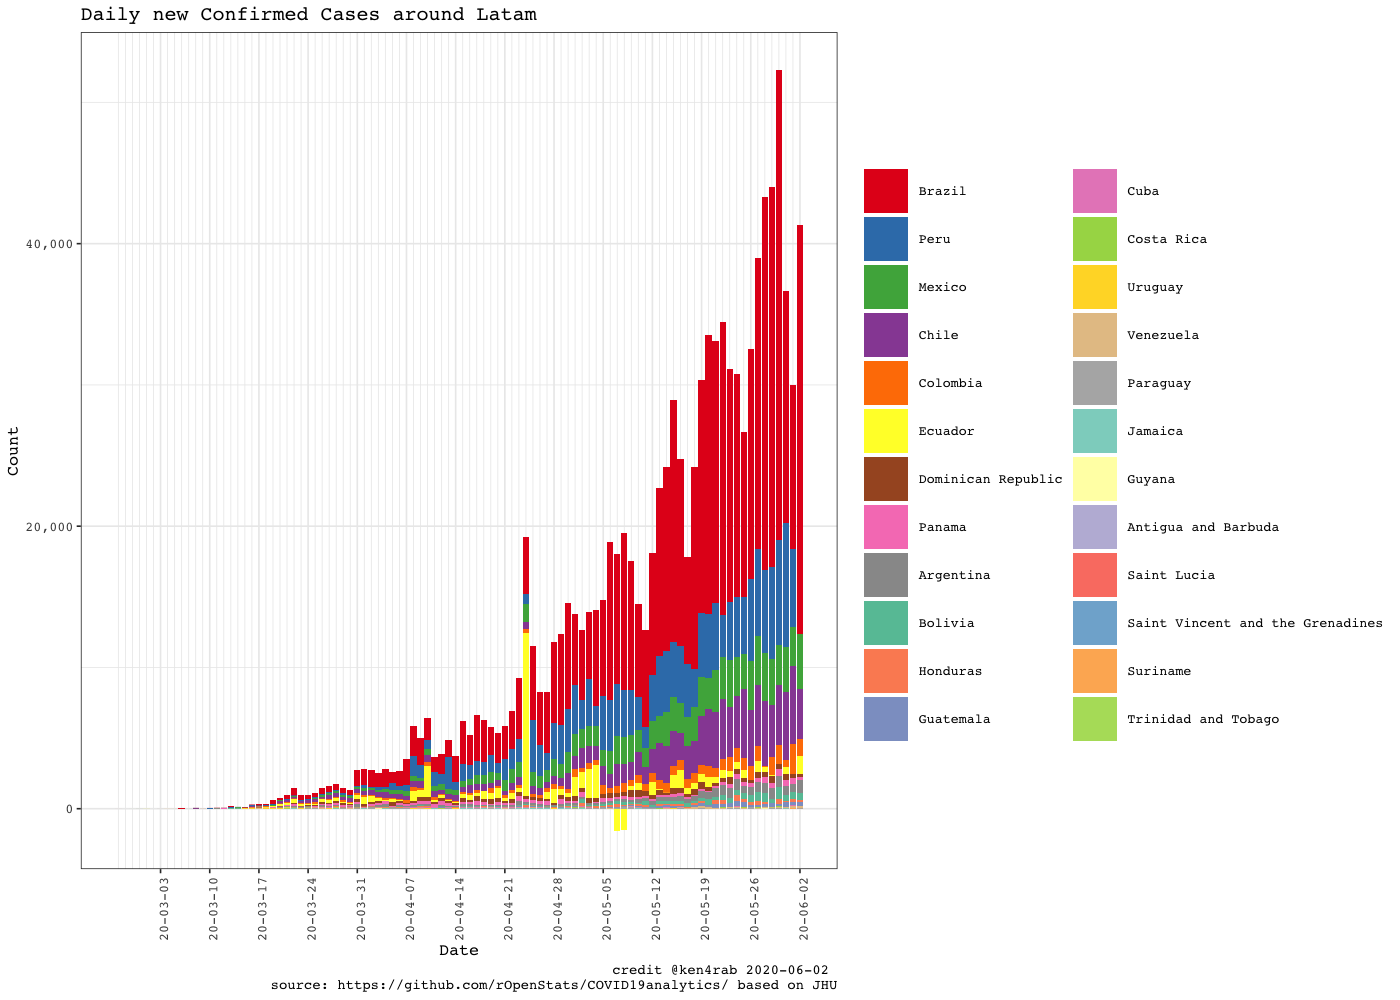 Daily new Confirmed Cases around Latam
Count
40,000
20,000
0
20-03-03
20-03-10
20-03-17
20-03-24
20-03-31
20-04-07
20-04-14
20-04-21
20-04-28
20-05-05
20-05-12
20-05-19
20-05-26
20-06-02
Date
Brazil
Peru
Mexico
Chile
Colombia
Ecuador
Dominican Republic
Panama
Argentina
Bolivia
Honduras
Guatemala
Cuba
Costa Rica
Uruguay
Venezuela
Paraguay
Jamaica
Guyana
Antigua and Barbuda
Saint Lucia
Saint Vincent and the Grenadines
Suriname
Trinidad and Tobago
credit @ken4rab 2020-06-02
source: https://github.com/rOpenStats/COVID19analytics/ based on JHU